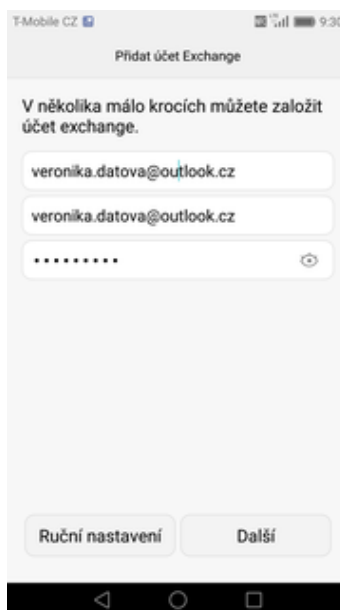 T-Mobile CZ 9:30
Přidat účet Exchange
V několika málo krocích můžete založit
účet exchange.
veronika.datova@outlook.cz
veronika.datova@outlook.cz
•••••••••
Ruční nastavení Další